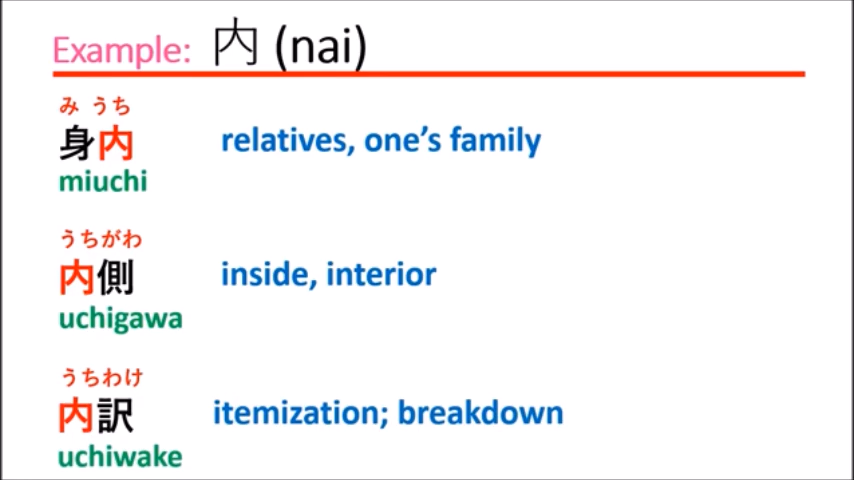 Example: 内 (nai)
み うち
身内 relatives, one’s family
miuchi
うちがわ
内側 inside, interior
uchigawa
うちわけ
内訳 itemization; breakdown
uchiwake